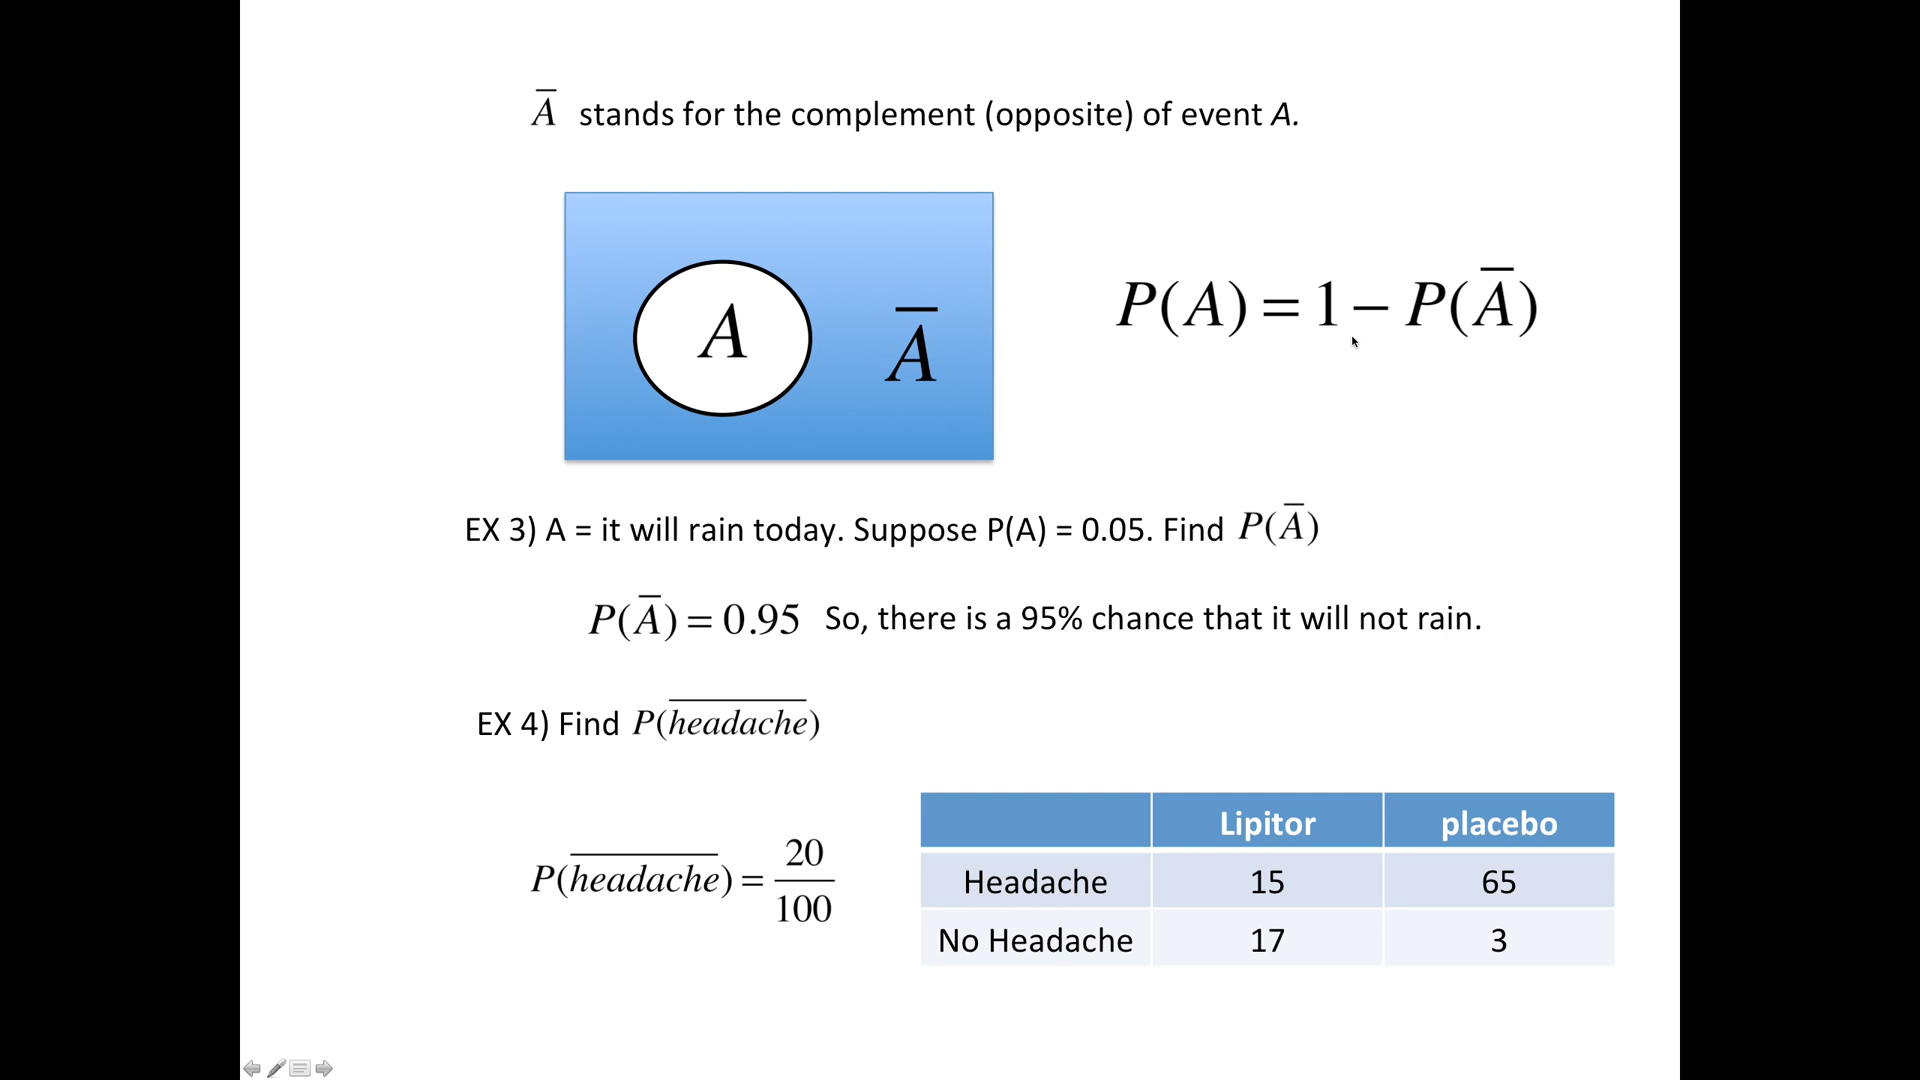 A̅ stands for the complement (opposite) of event A.
A
A̅
P(A) = 1 − P(A̅)
EX 3) A = it will rain today. Suppose P(A) = 0.05. Find P(A̅)
P(A̅) = 0.95 So, there is a 95% chance that it will not rain.
EX 4) Find P(h̅e̅a̅d̅a̅c̅h̅e̅)
P(h̅e̅a̅d̅a̅c̅h̅e̅) = 20/100
Lipitor placebo
Headache 15 65
No Headache 17 3